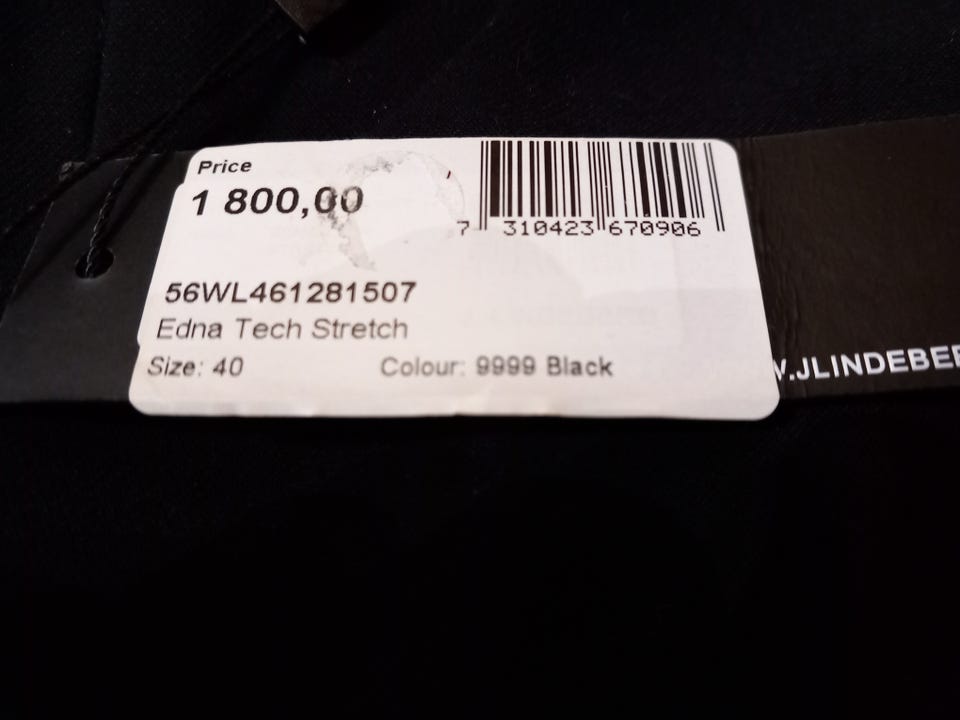 Price
1 800,00
7 310423 670906
56WL461281507
Edna Tech Stretch
Size: 40 Colour: 9999 Black
.JLINDEBE